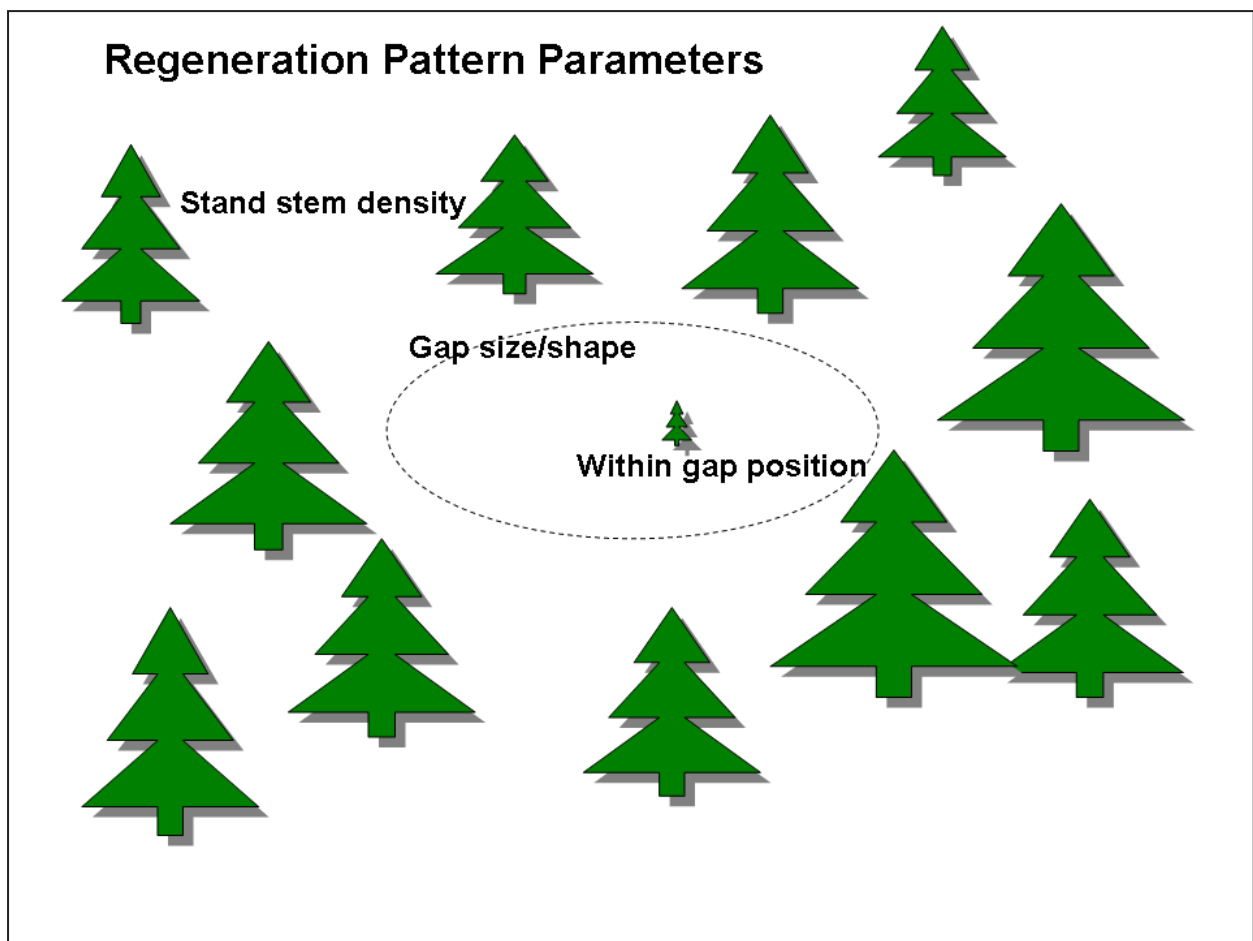 Regeneration Pattern Parameters
Stand stem density
Gap size/shape
Within gap position